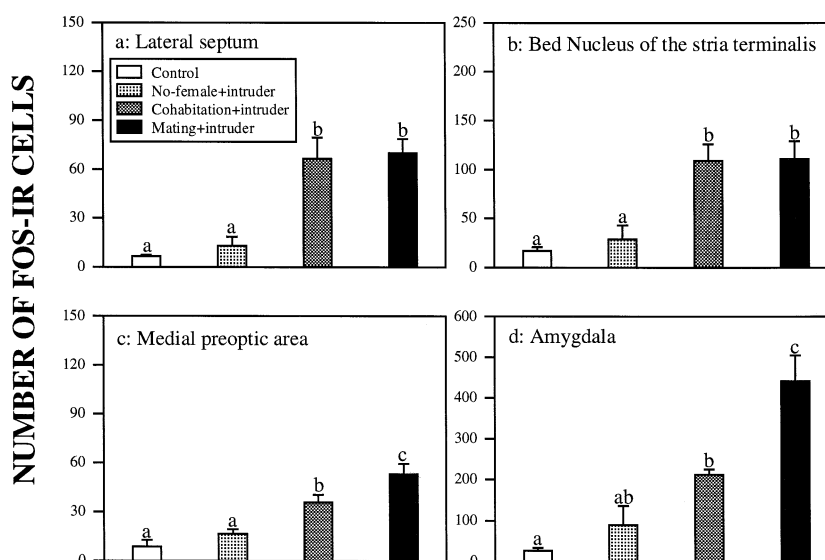 NUMBER OF FOS-IR CELLS
150
120
90
60
30
0
a: Lateral septum
Control
No-female+intruder
Cohabitation+intruder
Mating+intruder
a
a
b
b
250
200
150
100
50
0
b: Bed Nucleus of the stria terminalis
a
a
b
b
150
120
90
60
30
0
c: Medial preoptic area
a
a
b
c
600
500
400
300
200
100
0
d: Amygdala
a
ab
b
c